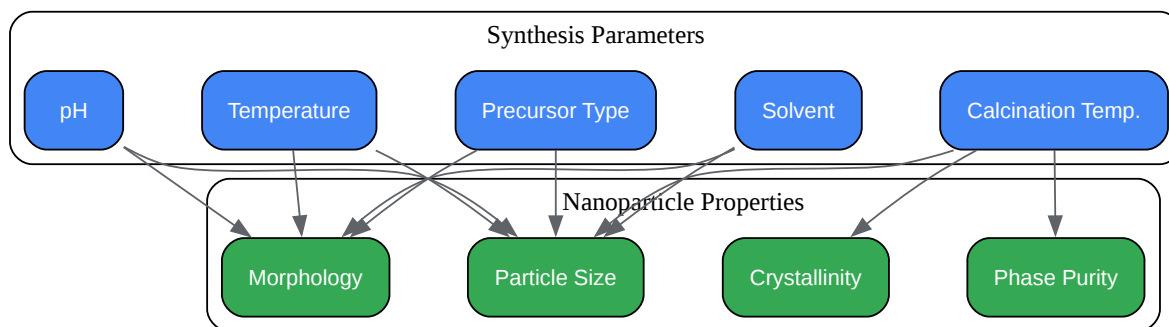 Synthesis Parameters
pH
Temperature
Precursor Type
Solvent
Calcination Temp.
Nanoparticle Properties
Morphology
Particle Size
Crystallinity
Phase Purity